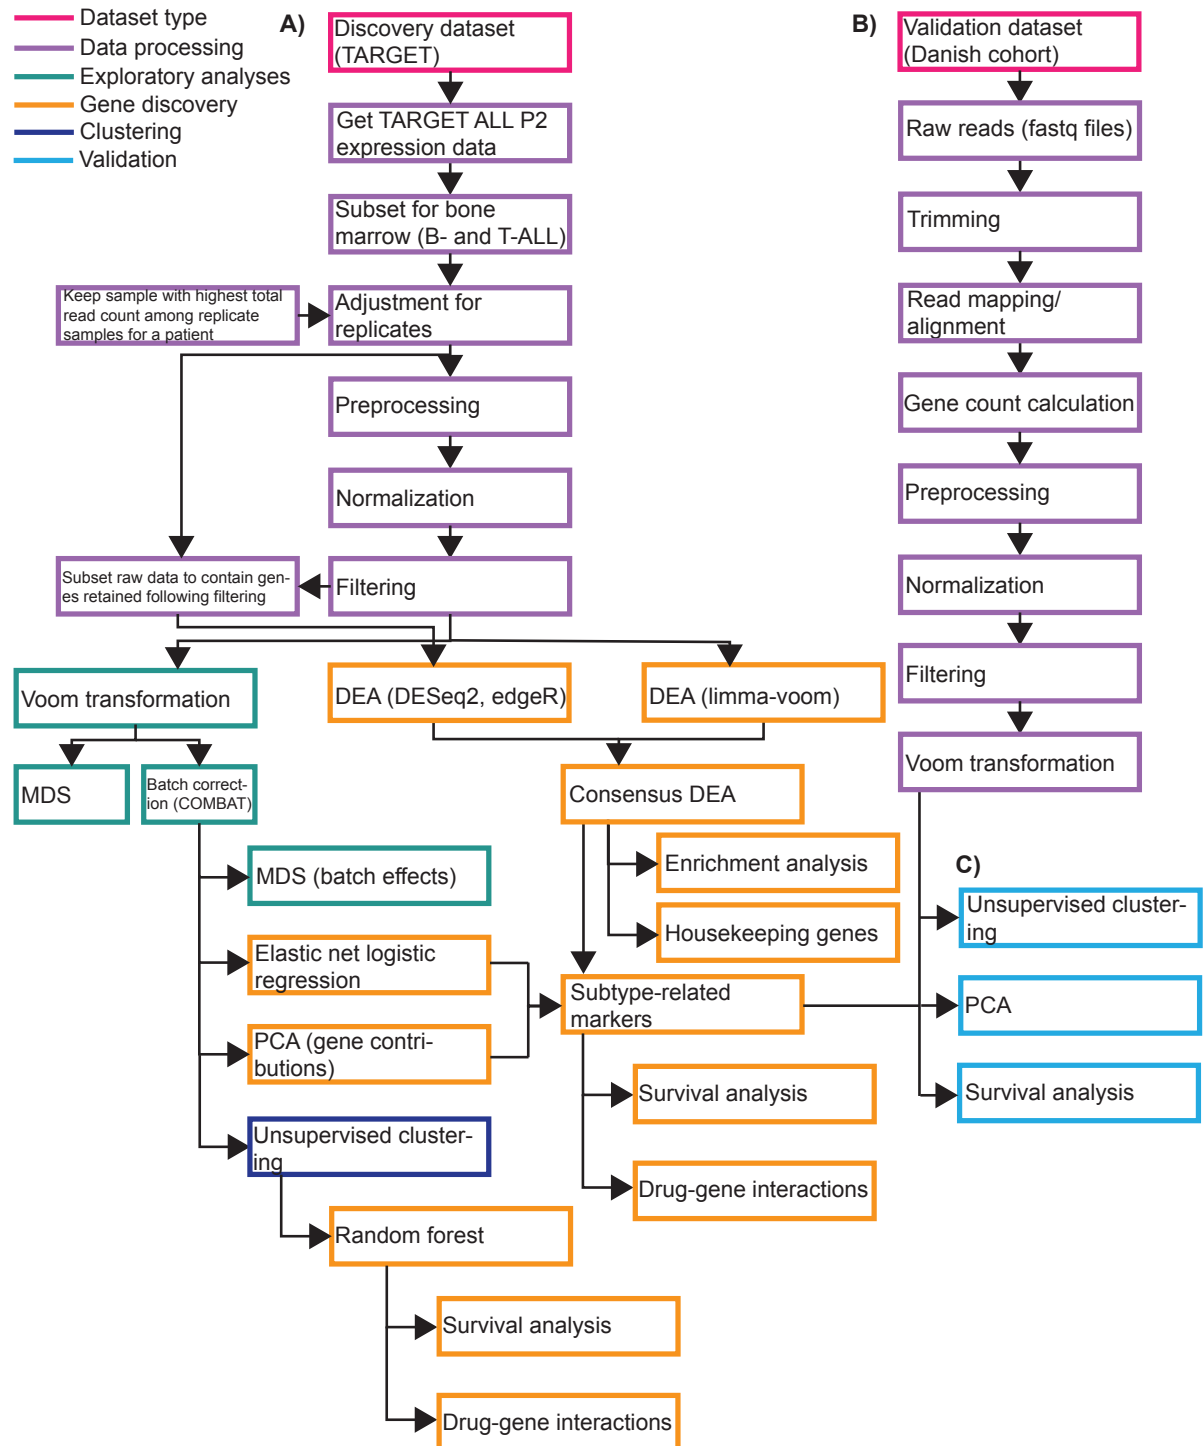 Dataset type
Data processing
Exploratory analyses
Gene discovery
Clustering
Validation
A)
Discovery dataset
(TARGET)
Get TARGET ALL P2
expression data
Subset for bone
marrow (B- and T-ALL)
Keep sample with highest total
read count among replicate
samples for a patient
Adjustment for
replicates
Preprocessing
Normalization
Subset raw data to contain gen-
es retained following filtering
Filtering
Voom transformation
DEA (DESeq2, edgeR)
DEA (limma-voom)
MDS
Batch correct-
ion (COMBAT)
Consensus DEA
MDS (batch effects)
Enrichment analysis
Housekeeping genes
Elastic net logistic
regression
Subtype-related
markers
PCA (gene contri-
butions)
Survival analysis
Unsupervised cluster-
ing
Drug-gene interactions
Random forest
Survival analysis
Drug-gene interactions
B)
Validation dataset
(Danish cohort)
Raw reads (fastq files)
Trimming
Read mapping/
alignment
Gene count calculation
Preprocessing
Normalization
Filtering
Voom transformation
C)
Unsupervised cluster-
ing
PCA
Survival analysis